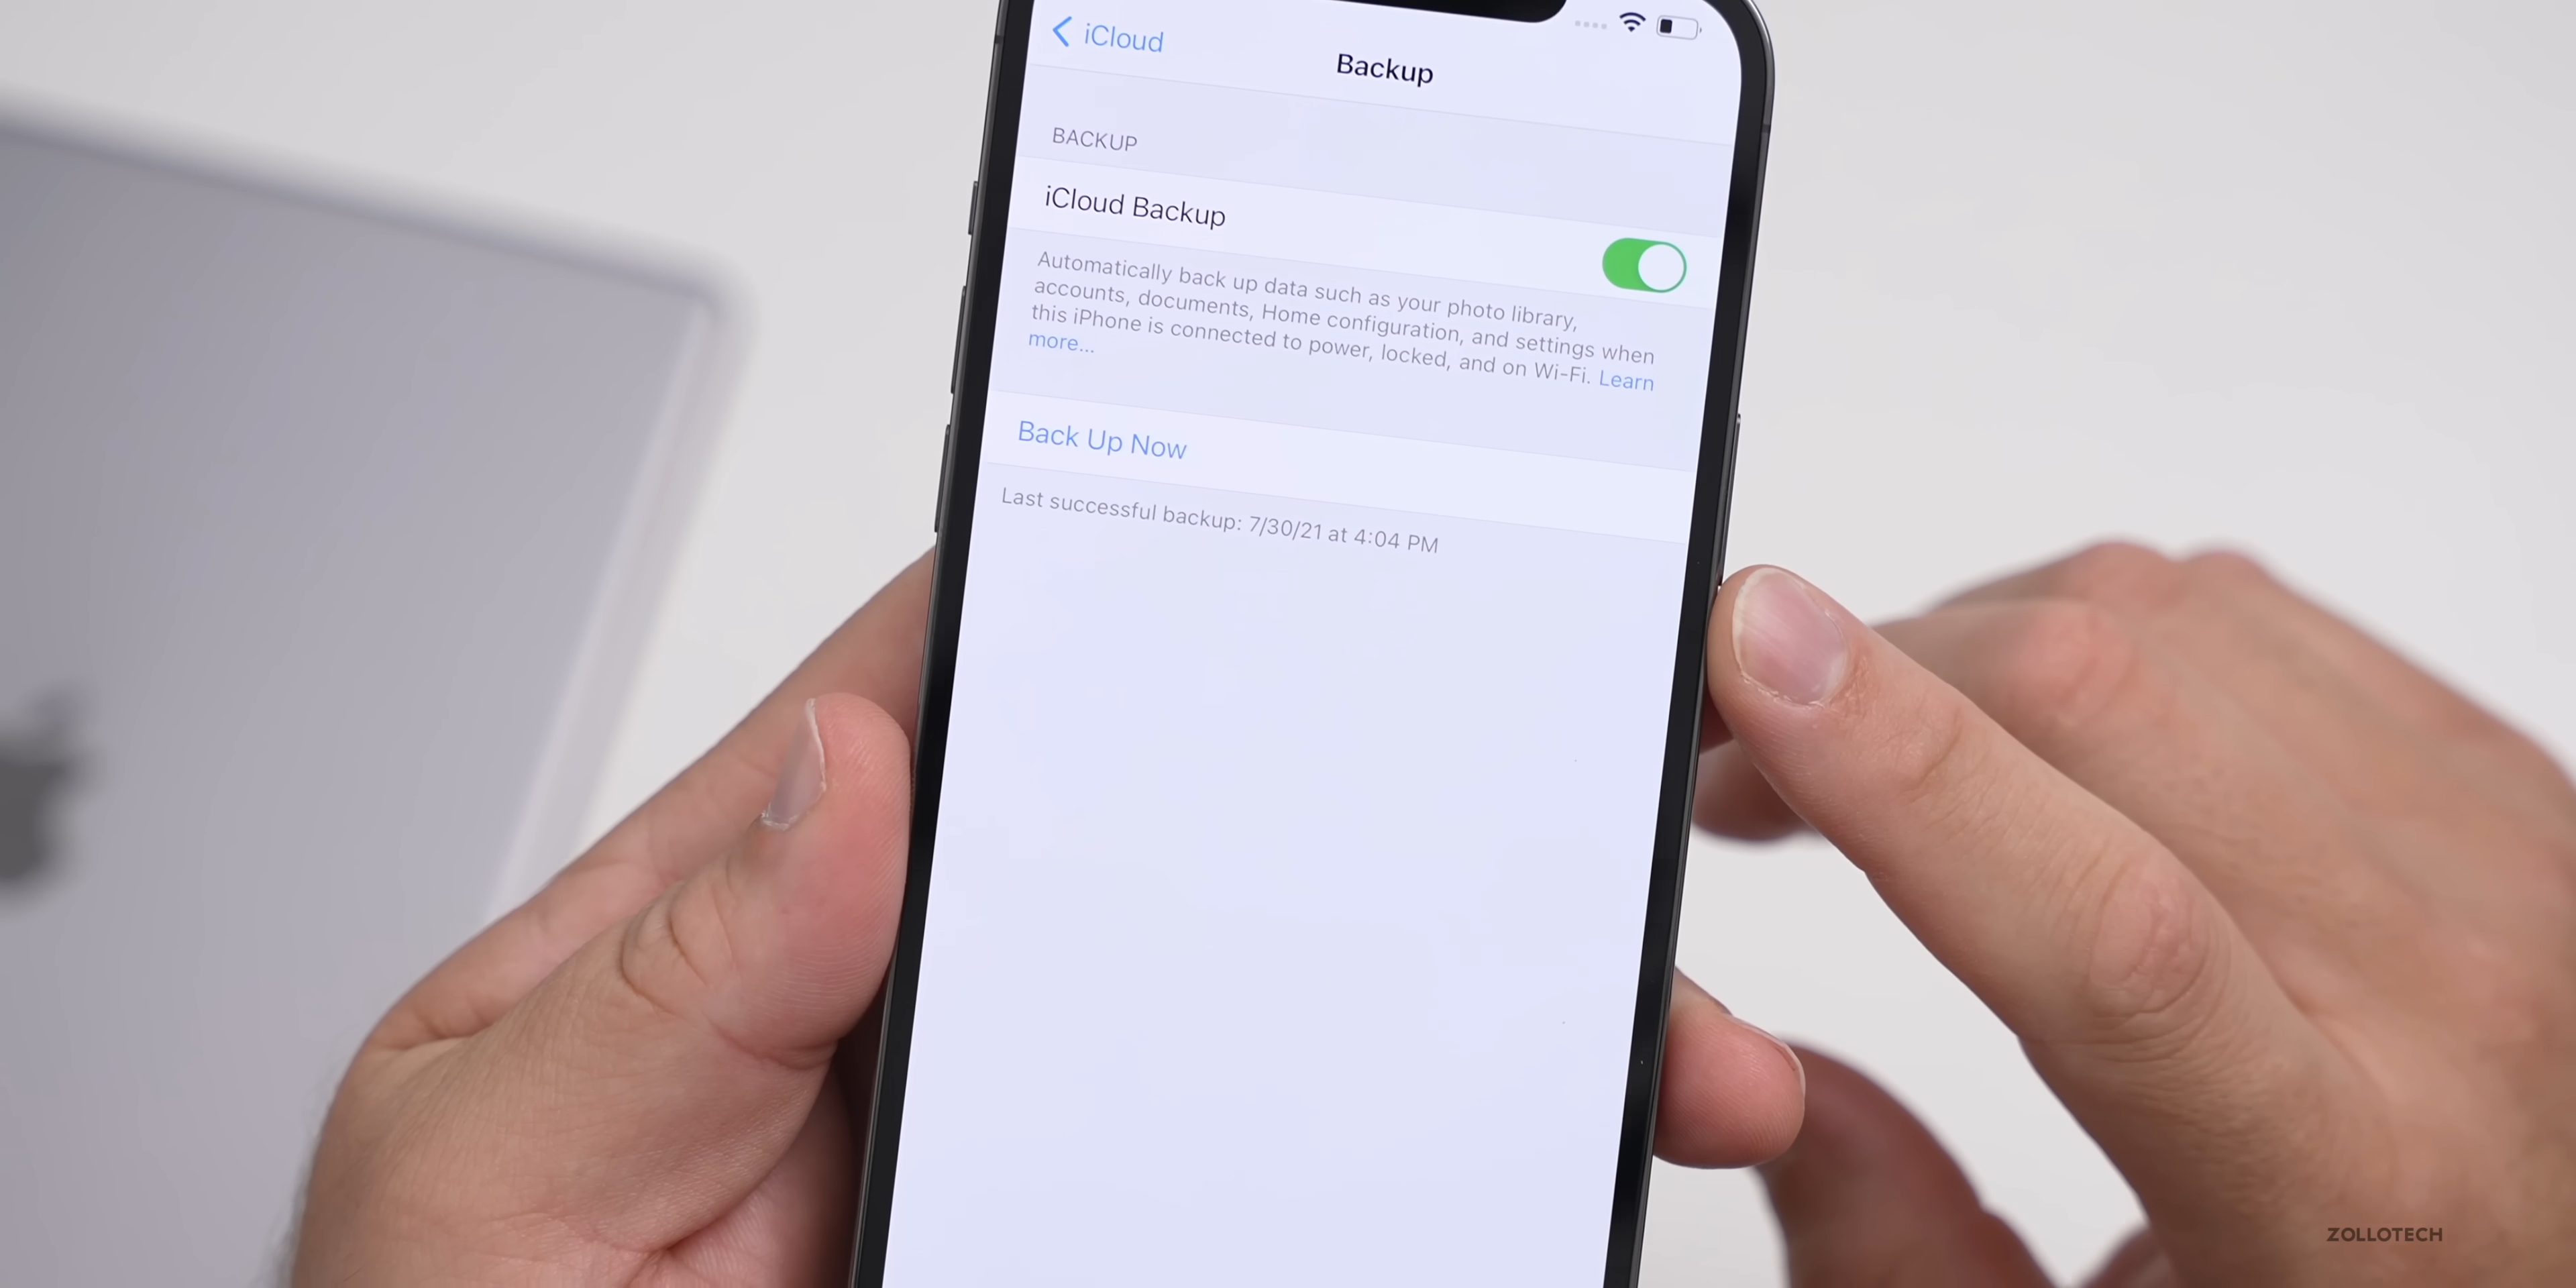 iCloud
Backup
BACKUP
iCloud Backup
Automatically back up data such as your photo library,
accounts, documents, Home configuration, and settings when
this iPhone is connected to power, locked, and on Wi-Fi. Learn
more...
Back Up Now
Last successful backup: 7/30/21 at 4:04 PM
ZOLLOTECH